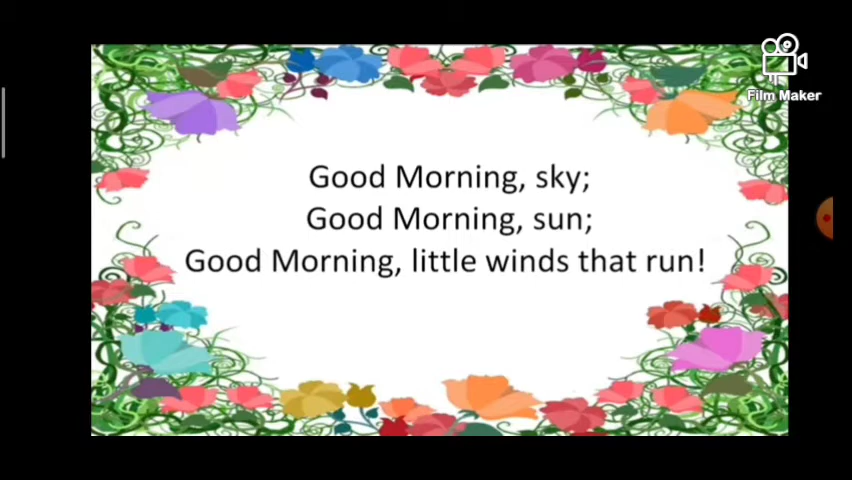 Film Maker
Good Morning, sky;
Good Morning, sun;
Good Morning, little winds that run!